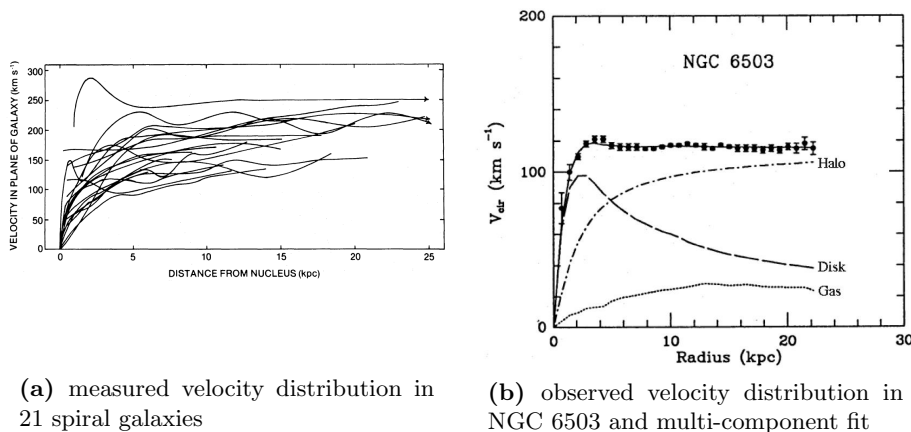 VELOCITY IN PLANE OF GALAXY (km s⁻¹)
300
250
200
150
100
50
0
0 5 10 15 20 25
DISTANCE FROM NUCLEUS (kpc)
(a) measured velocity distribution in
21 spiral galaxies
NGC 6503
V_cir (km s⁻¹)
200
100
0
Halo
Disk
Gas
0 10 20 30
Radius (kpc)
(b) observed velocity distribution in
NGC 6503 and multi-component fit